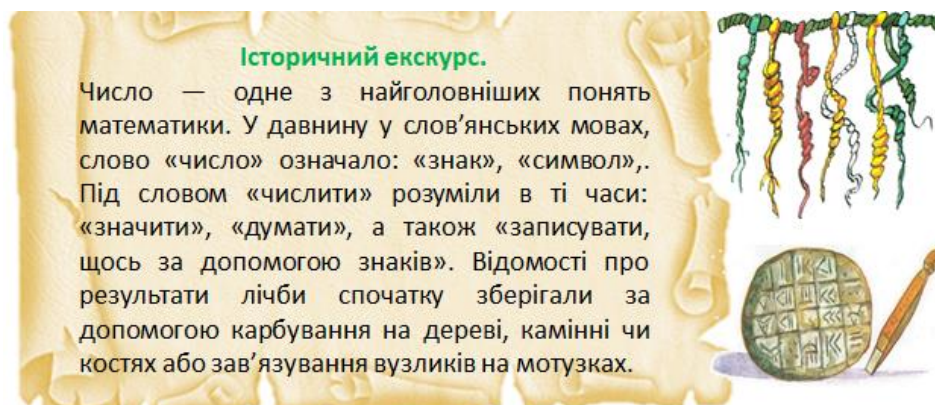 Історичний екскурс.
Число — одне з найголовніших понять
математики. У давнину у слов’янських мовах,
слово «число» означало: «знак», «символ»,.
Під словом «числити» розуміли в ті часи:
«значити», «думати», а також «записувати,
щось за допомогою знаків». Відомості про
результати лічби спочатку зберігали за
допомогою карбування на дереві, камінні чи
костях або зав’язування вузликів на мотузках.